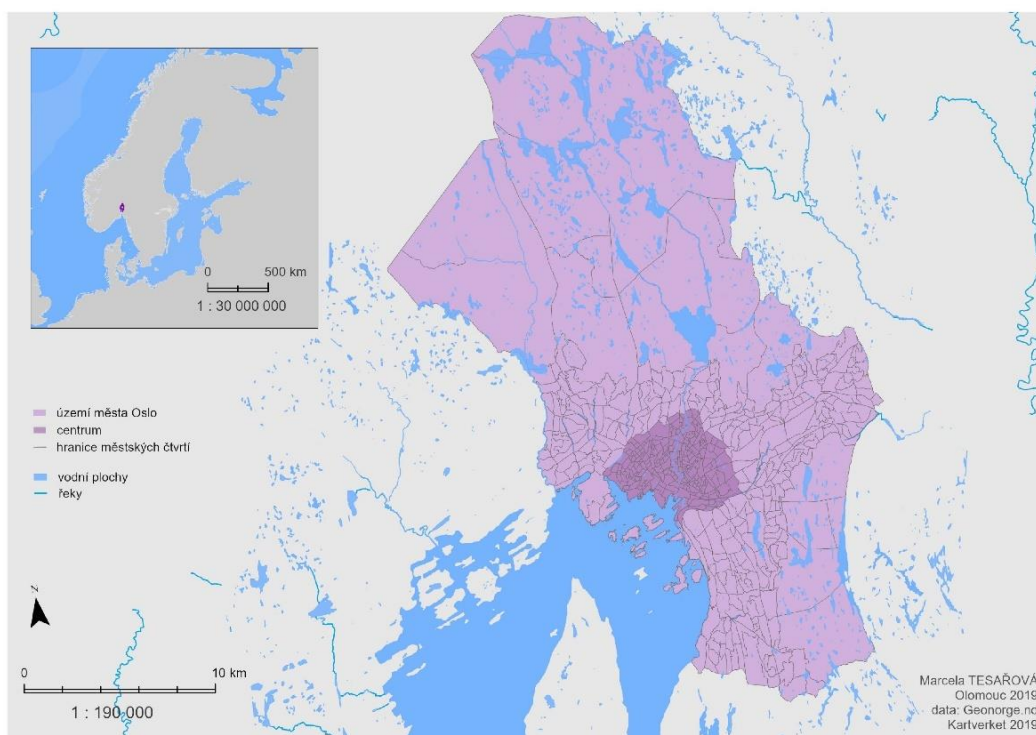 0 500 km
1 : 30 000 000
území města Oslo
centrum
hranice městských čtvrtí
vodní plochy
řeky
z
0 10 km
1 : 190 000
Marcela TESAŘOVÁ
Olomouc 2019
data: Geonorge.no
Kartverket 2019